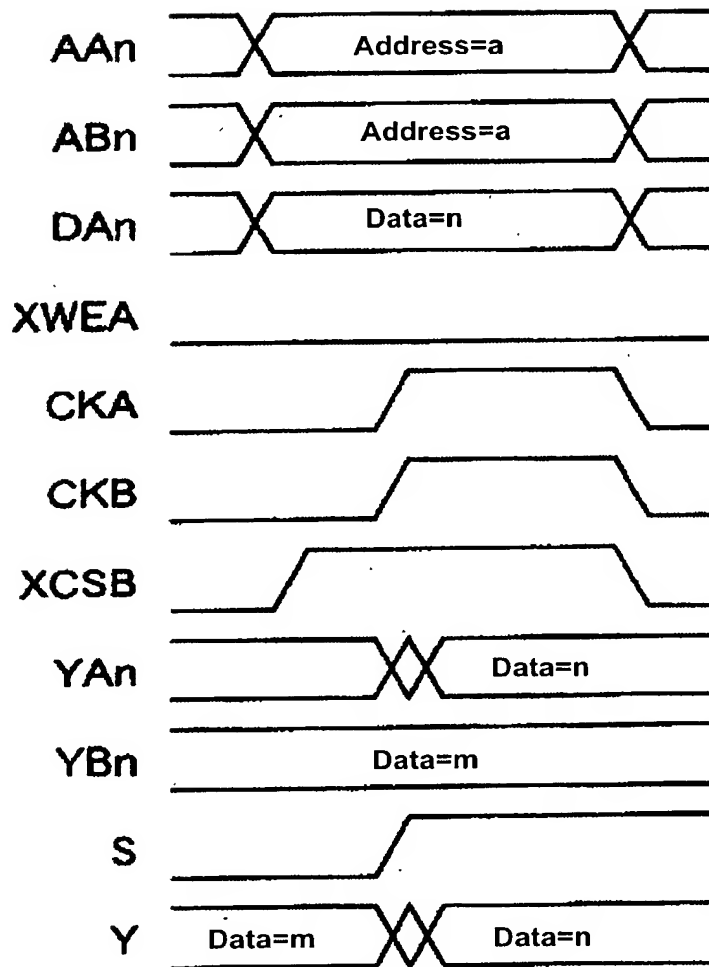 AAn Address=a
ABn Address=a
DAn Data=n
XWEA
CKA
CKB
XCSB
YAn Data=n
YBn Data=m
S
Y Data=m Data=n